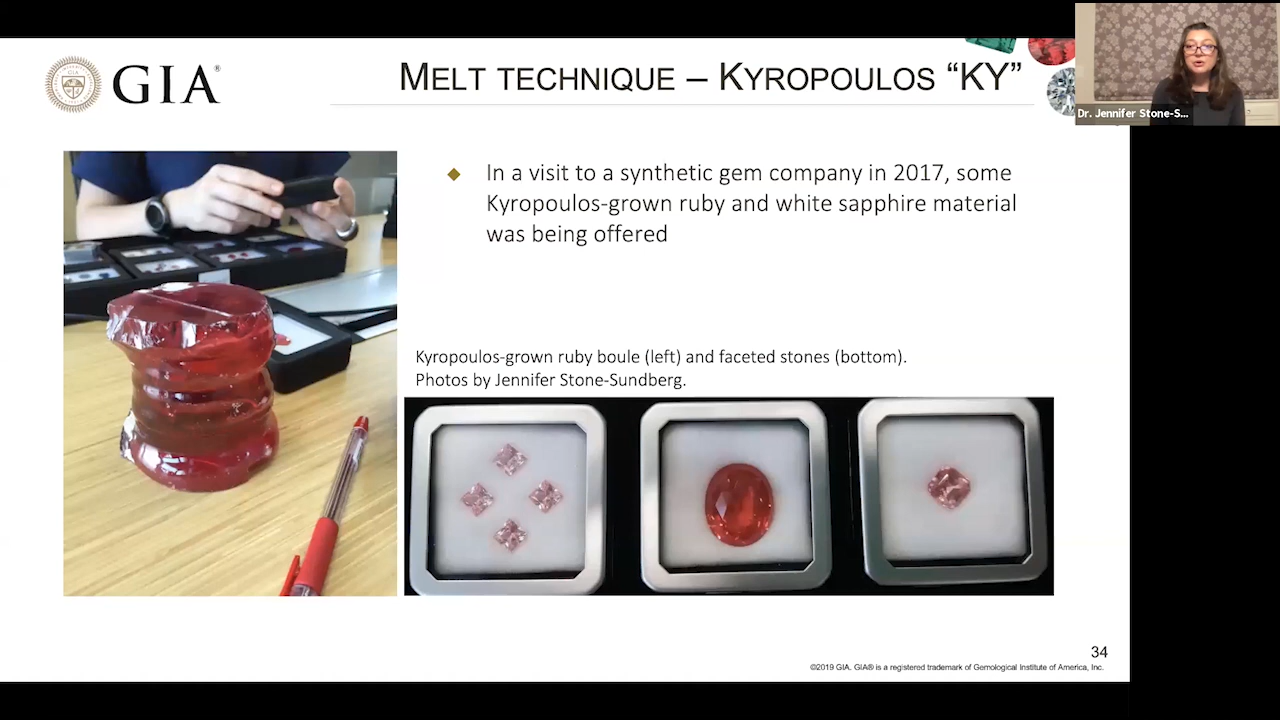 GIA®
MELT TECHNIQUE – KYROPOULOS “KY”
Dr. Jennifer Stone-S...
◆ In a visit to a synthetic gem company in 2017, some
Kyropoulos-grown ruby and white sapphire material
was being offered
Kyropoulos-grown ruby boule (left) and faceted stones (bottom).
Photos by Jennifer Stone-Sundberg.
34
©2019 GIA. GIA® is a registered trademark of Gemological Institute of America, Inc.